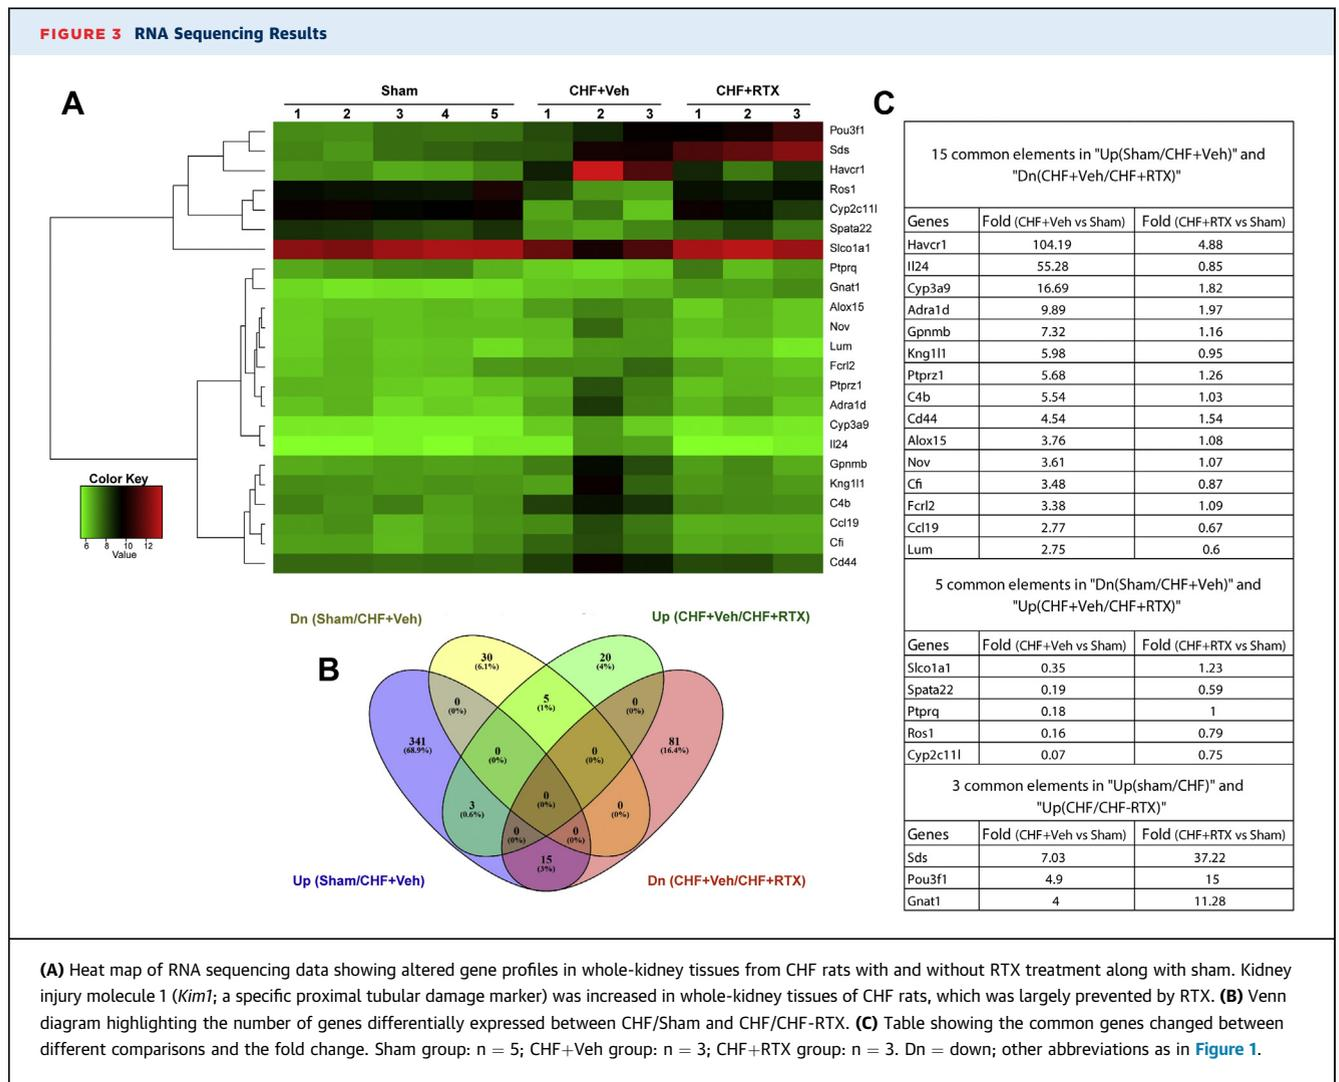 FIGURE 3 RNA Sequencing Results
A
Sham CHF+Veh CHF+RTX
1 2 3 4 5 1 2 3 1 2 3
Pou3f1
Sds
Havcr1
Ros1
Cyp2c11l
Spata22
Slco1a1
Ptprq
Gnat1
Alox15
Nov
Lum
Fcrl2
Ptprz1
Adra1d
Cyp3a9
Il24
Gpnmb
Kng1l1
C4b
Ccl19
Cfi
Cd44
Color Key
6 8 10 12
Value
B
Dn (Sham/CHF+Veh) Up (CHF+Veh/CHF+RTX)
30 20
(6.1%) (4%)
0 5 0
(0%) (1%) (0%)
341 0 0 81
(68.9%) (0%) (0%) (16.4%)
3 0 0
(0.6%) (0%) (0%)
0 0
(0%) (0%)
15
(3%)
Up (Sham/CHF+Veh) Dn (CHF+Veh/CHF+RTX)
C
15 common elements in "Up(Sham/CHF+Veh)" and
"Dn(CHF+Veh/CHF+RTX)"
Genes Fold (CHF+Veh vs Sham) Fold (CHF+RTX vs Sham)
Havcr1 104.19 4.88
Il24 55.28 0.85
Cyp3a9 16.69 1.82
Adra1d 9.89 1.97
Gpnmb 7.32 1.16
Kng1l1 5.98 0.95
Ptprz1 5.68 1.26
C4b 5.54 1.03
Cd44 4.54 1.54
Alox15 3.76 1.08
Nov 3.61 1.07
Cfi 3.48 0.87
Fcrl2 3.38 1.09
Ccl19 2.77 0.67
Lum 2.75 0.6
5 common elements in "Dn(Sham/CHF+Veh)" and
"Up(CHF+Veh/CHF+RTX)"
Genes Fold (CHF+Veh vs Sham) Fold (CHF+RTX vs Sham)
Slco1a1 0.35 1.23
Spata22 0.19 0.59
Ptprq 0.18 1
Ros1 0.16 0.79
Cyp2c11l 0.07 0.75
3 common elements in "Up(sham/CHF)" and
"Up(CHF/CHF-RTX)"
Genes Fold (CHF+Veh vs Sham) Fold (CHF+RTX vs Sham)
Sds 7.03 37.22
Pou3f1 4.9 15
Gnat1 4 11.28
(A) Heat map of RNA sequencing data showing altered gene profiles in whole-kidney tissues from CHF rats with and without RTX treatment along with sham. Kidney
injury molecule 1 (Kim1; a specific proximal tubular damage marker) was increased in whole-kidney tissues of CHF rats, which was largely prevented by RTX. (B) Venn
diagram highlighting the number of genes differentially expressed between CHF/Sham and CHF/CHF-RTX. (C) Table showing the common genes changed between
different comparisons and the fold change. Sham group: n = 5; CHF+Veh group: n = 3; CHF+RTX group: n = 3. Dn = down; other abbreviations as in Figure 1.